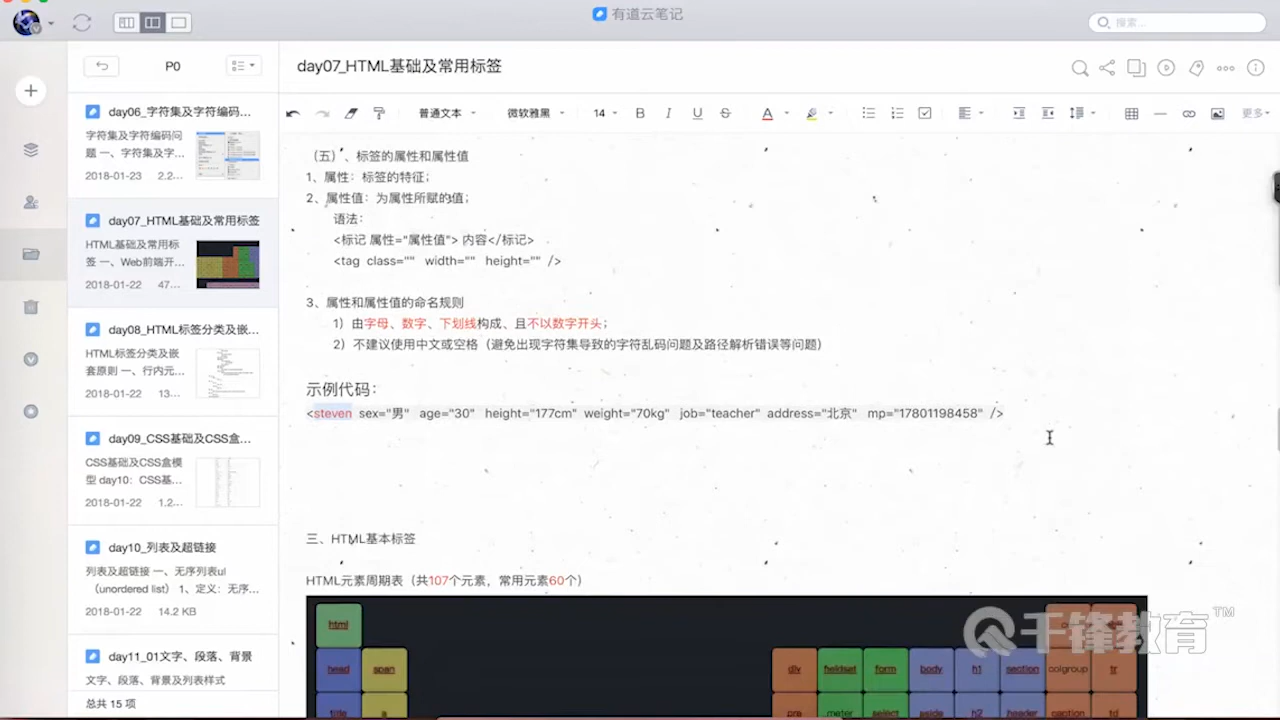 有道云笔记
搜索...
P0
day07_HTML基础及常用标签
day06_字符集及字符编码...
字符集及字符编码问
题 一、字符集及字...
2018-01-23 2.2...
day07_HTML基础及常用标签
HTML基础及常用标
签 一、Web前端开...
2018-01-22 47...
day08_HTML标签分类及嵌...
HTML标签分类及嵌
套原则 一、行内元...
2018-01-22 13...
day09_CSS基础及CSS盒...
CSS基础及CSS盒模
型 day10：CSS基...
2018-01-22 1.2...
day10_列表及超链接
列表及超链接 一、无序列表ul
（unordered list） 1、定义：无序...
2018-01-22 14.2 KB
day11_01文字、段落、背景
文字、段落、背景及列表样式
总共 15 项
普通文本 微软雅黑 14 B I U S A 更多
（五）、标签的属性和属性值
1、属性：标签的特征；
2、属性值：为属性所赋的值；
语法：
<标记 属性="属性值"> 内容</标记>
<tag class="" width="" height="" />
3、属性和属性值的命名规则
1）由字母、数字、下划线构成、且不以数字开头；
2）不建议使用中文或空格（避免出现字符集导致的字符乱码问题及路径解析错误等问题）
示例代码：
<steven sex="男" age="30" height="177cm" weight="70kg" job="teacher" address="北京" mp="17801198458" />
三、HTML基本标签
HTML元素周期表（共107个元素，常用元素60个）
html
head span div fieldset form body h1 section colgroup tr
title a pre meter select aside h2 header caption td
千锋教育™